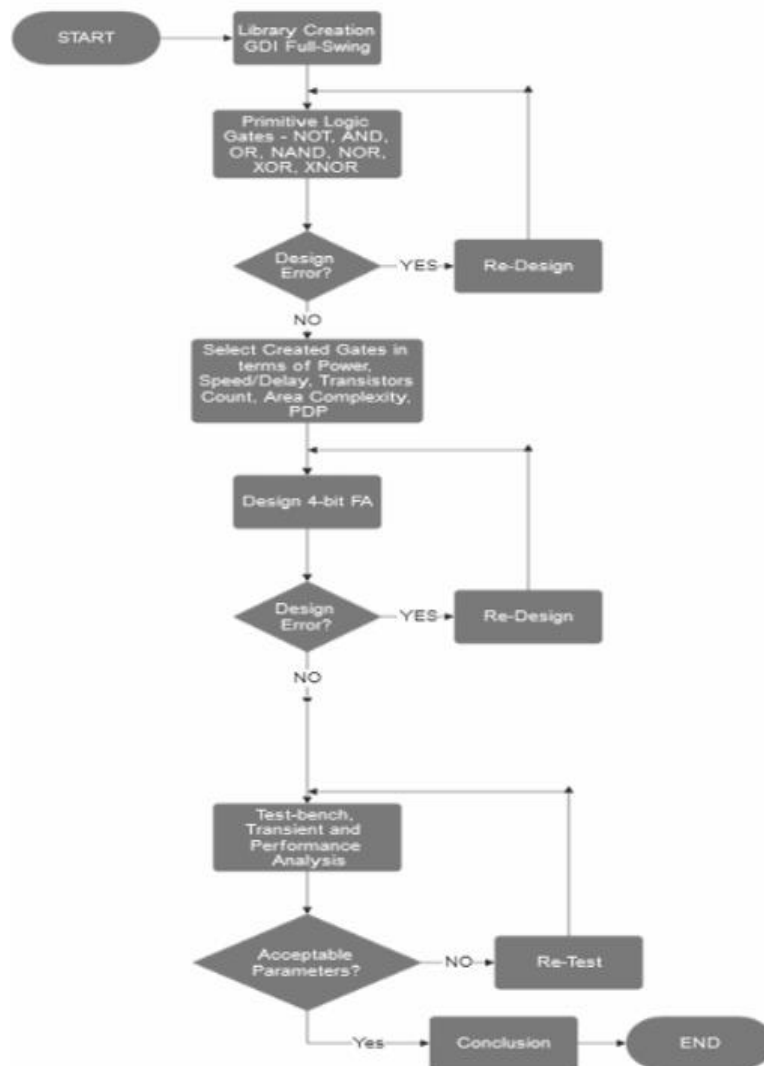 START
Library Creation
GDI Full-Swing
Primitive Logic
Gates - NOT, AND,
OR, NAND, NOR,
XOR, XNOR
Design
Error?
YES
Re-Design
NO
Select Created Gates in
terms of Power,
Speed/Delay, Transistors
Count, Area Complexity,
PDP
Design 4-bit FA
Design
Error?
YES
Re-Design
NO
Test-bench,
Transient and
Performance
Analysis
Acceptable
Parameters?
NO
Re-Test
Yes
Conclusion
END